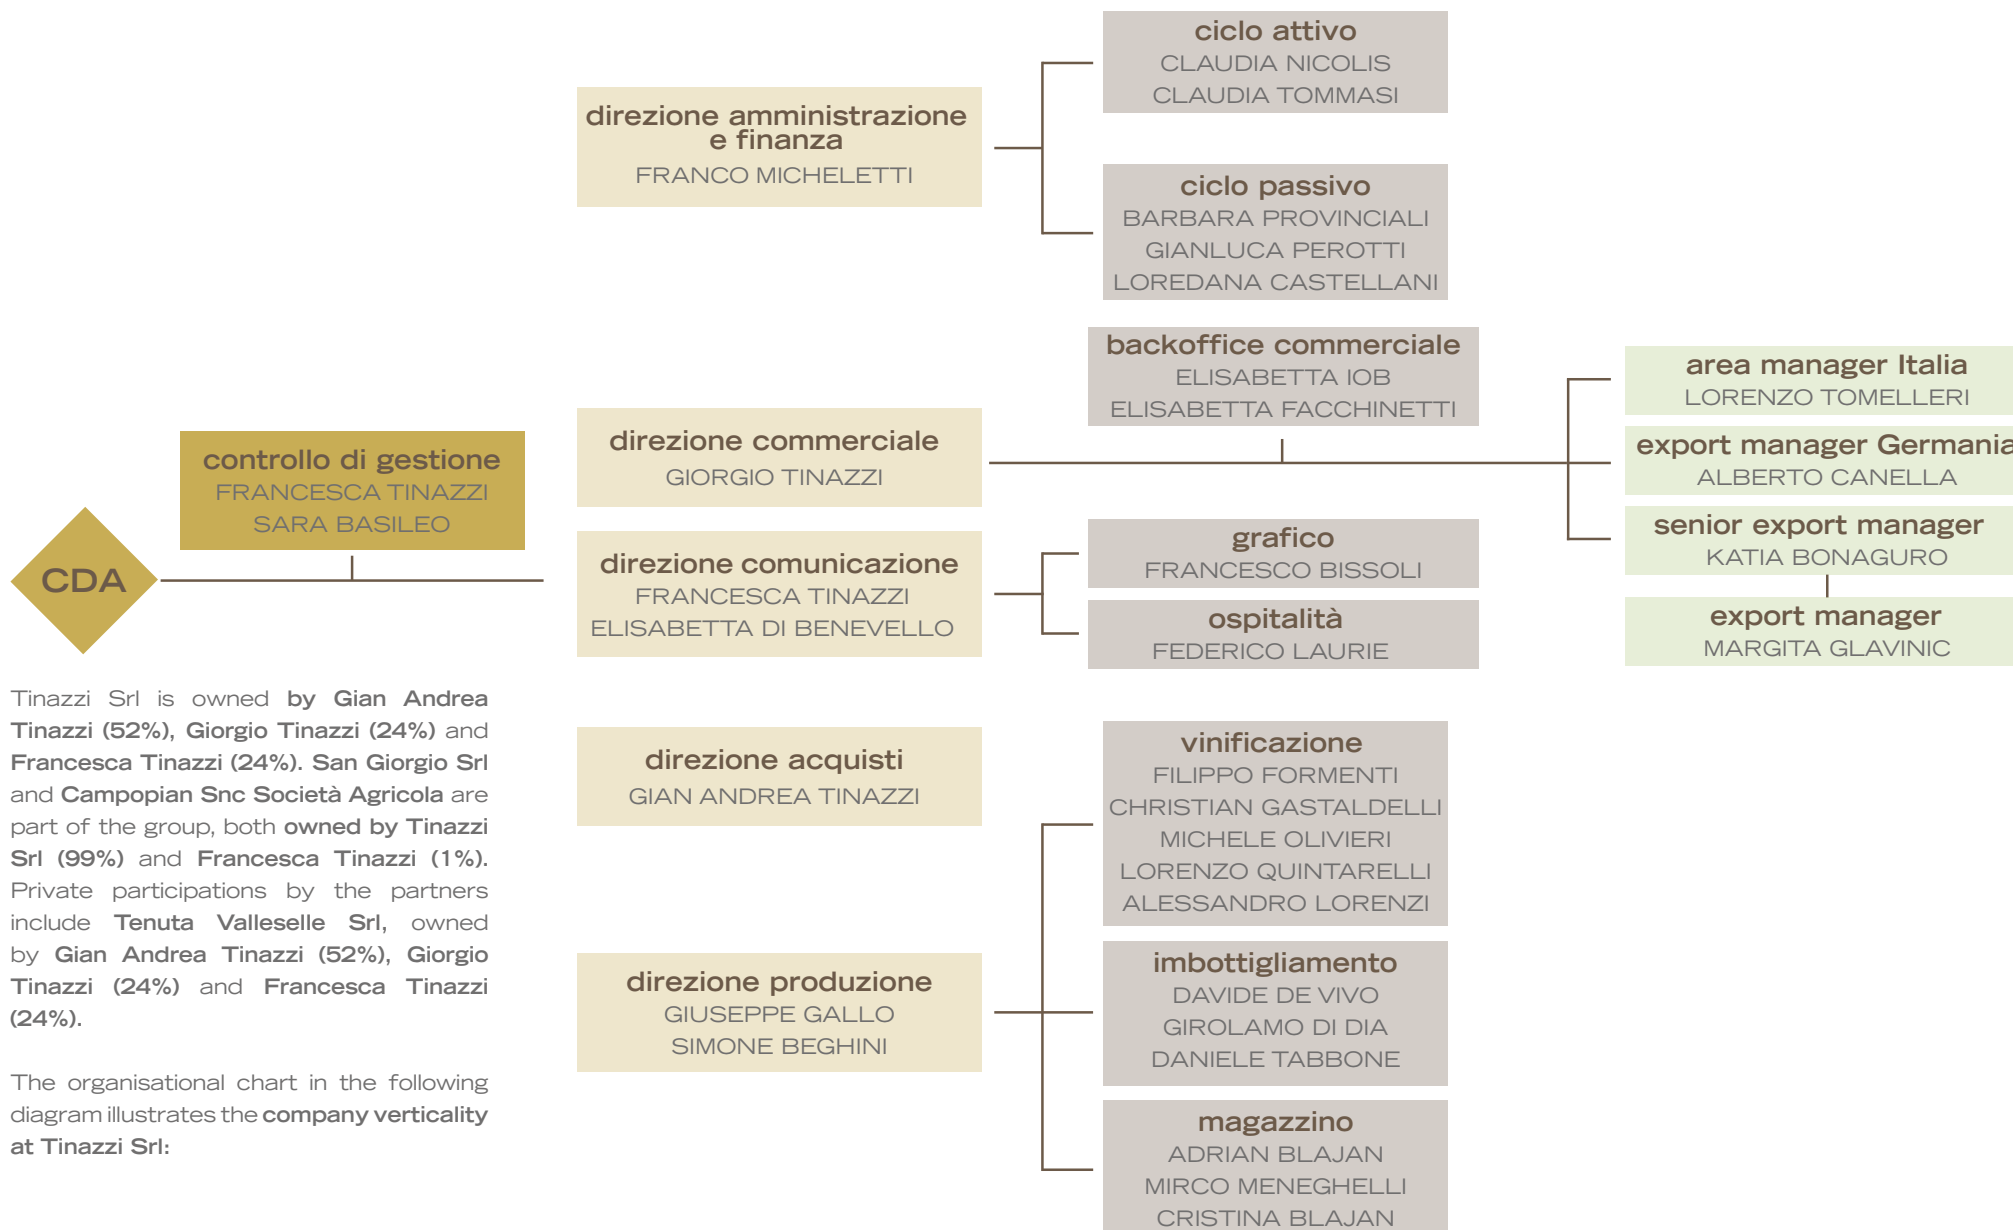 CDA
controllo di gestione
FRANCESCA TINAZZI
SARA BASILEO
Tinazzi Srl is owned by Gian Andrea
Tinazzi (52%), Giorgio Tinazzi (24%) and
Francesca Tinazzi (24%). San Giorgio Srl
and Campopian Snc Società Agricola are
part of the group, both owned by Tinazzi
Srl (99%) and Francesca Tinazzi (1%).
Private participations by the partners
include Tenuta Valleselle Srl, owned
by Gian Andrea Tinazzi (52%), Giorgio
Tinazzi (24%) and Francesca Tinazzi
(24%).
The organisational chart in the following
diagram illustrates the company verticality
at Tinazzi Srl:
direzione amministrazione
e finanza
FRANCO MICHELETTI
ciclo attivo
CLAUDIA NICOLIS
CLAUDIA TOMMASI
ciclo passivo
BARBARA PROVINCIALI
GIANLUCA PEROTTI
LOREDANA CASTELLANI
direzione commerciale
GIORGIO TINAZZI
backoffice commerciale
ELISABETTA IOB
ELISABETTA FACCHINETTI
area manager Italia
LORENZO TOMELLERI
export manager Germania
ALBERTO CANELLA
senior export manager
KATIA BONAGURO
export manager
MARGITA GLAVINIC
direzione comunicazione
FRANCESCA TINAZZI
ELISABETTA DI BENEVELLO
grafico
FRANCESCO BISSOLI
ospitalità
FEDERICO LAURIE
direzione acquisti
GIAN ANDREA TINAZZI
direzione produzione
GIUSEPPE GALLO
SIMONE BEGHINI
vinificazione
FILIPPO FORMENTI
CHRISTIAN GASTALDELLI
MICHELE OLIVIERI
LORENZO QUINTARELLI
ALESSANDRO LORENZI
imbottigliamento
DAVIDE DE VIVO
GIROLAMO DI DIA
DANIELE TABBONE
magazzino
ADRIAN BLAJAN
MIRCO MENEGHELLI
CRISTINA BLAJAN